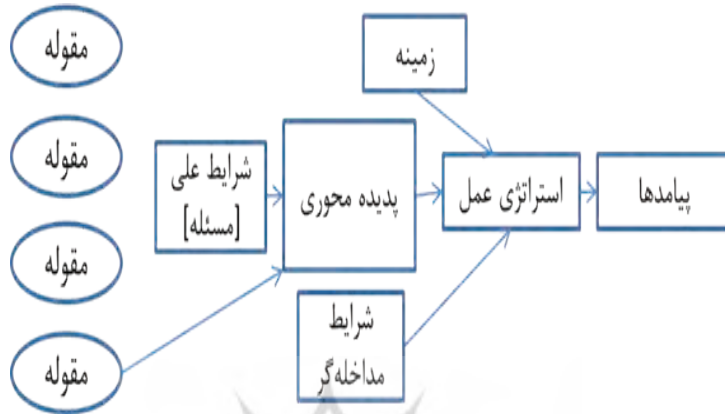 مقوله
زمینه
مقوله
شرایط علی
[مسئله]
پدیده محوری
استراتژی عمل
پیامدها
مقوله
شرایط
مداخله‌گر
مقوله